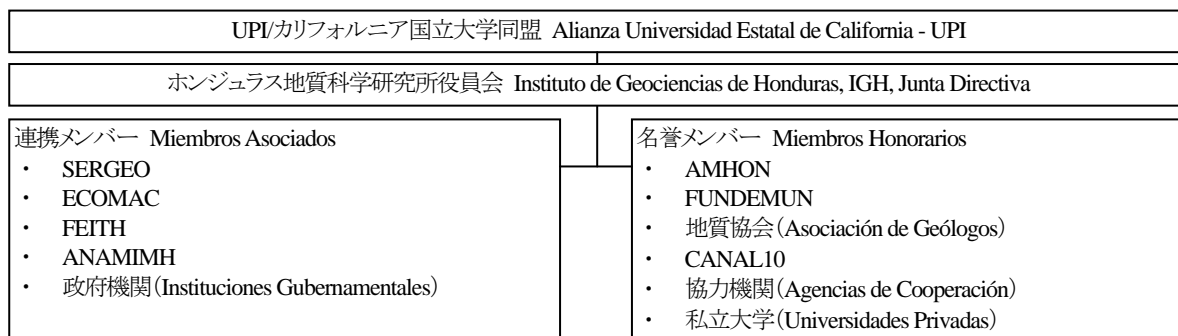 UPI/カリフォルニア国立大学同盟 Alianza Universidad Estatal de California - UPI
ホンジュラス地質科学研究所役員会 Instituto de Geociencias de Honduras, IGH, Junta Directiva
連携メンバー Miembros Asociados
・ SERGEO
・ ECOMAC
・ FEITH
・ ANAMIMH
・ 政府機関(Instituciones Gubernamentales)
名誉メンバー Miembros Honorarios
・ AMHON
・ FUNDEMUN
・ 地質協会(Asociación de Geólogos)
・ CANAL10
・ 協力機関(Agencias de Cooperación)
・ 私立大学(Universidades Privadas)